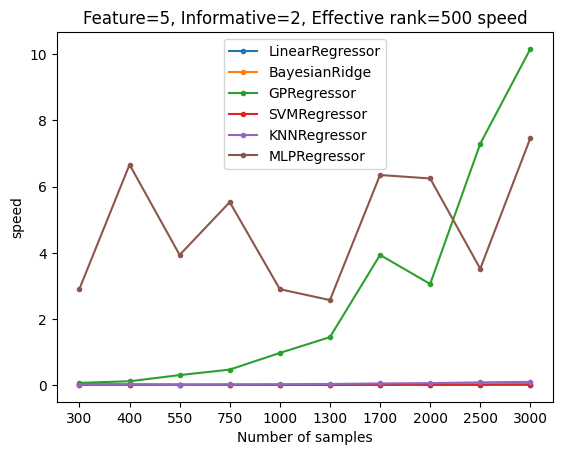 Feature=5, Informative=2, Effective rank=500 speed
LinearRegressor
BayesianRidge
GPRegressor
SVMRegressor
KNNRegressor
MLPRegressor
speed
10
8
6
4
2
0
300 400 550 750 1000 1300 1700 2000 2500 3000
Number of samples